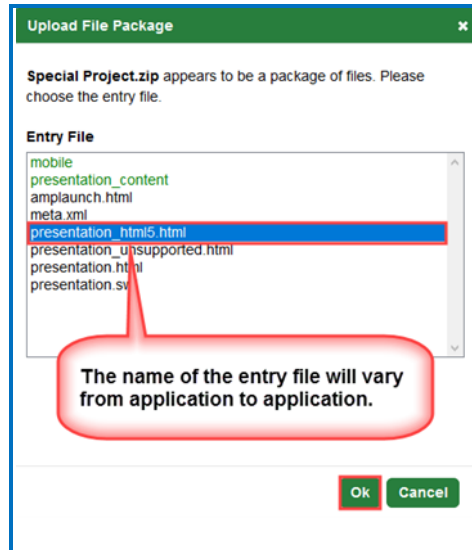 Upload File Package ×
Special Project.zip appears to be a package of files. Please
choose the entry file.
Entry File
mobile
presentation_content
amplaunch.html
meta.xml
presentation_html5.html
presentation_unsupported.html
presentation.html
presentation.sw
The name of the entry file will vary
from application to application.
Ok Cancel